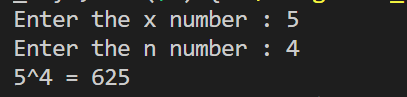 Enter the x number : 5
Enter the n number : 4
5^4 = 625